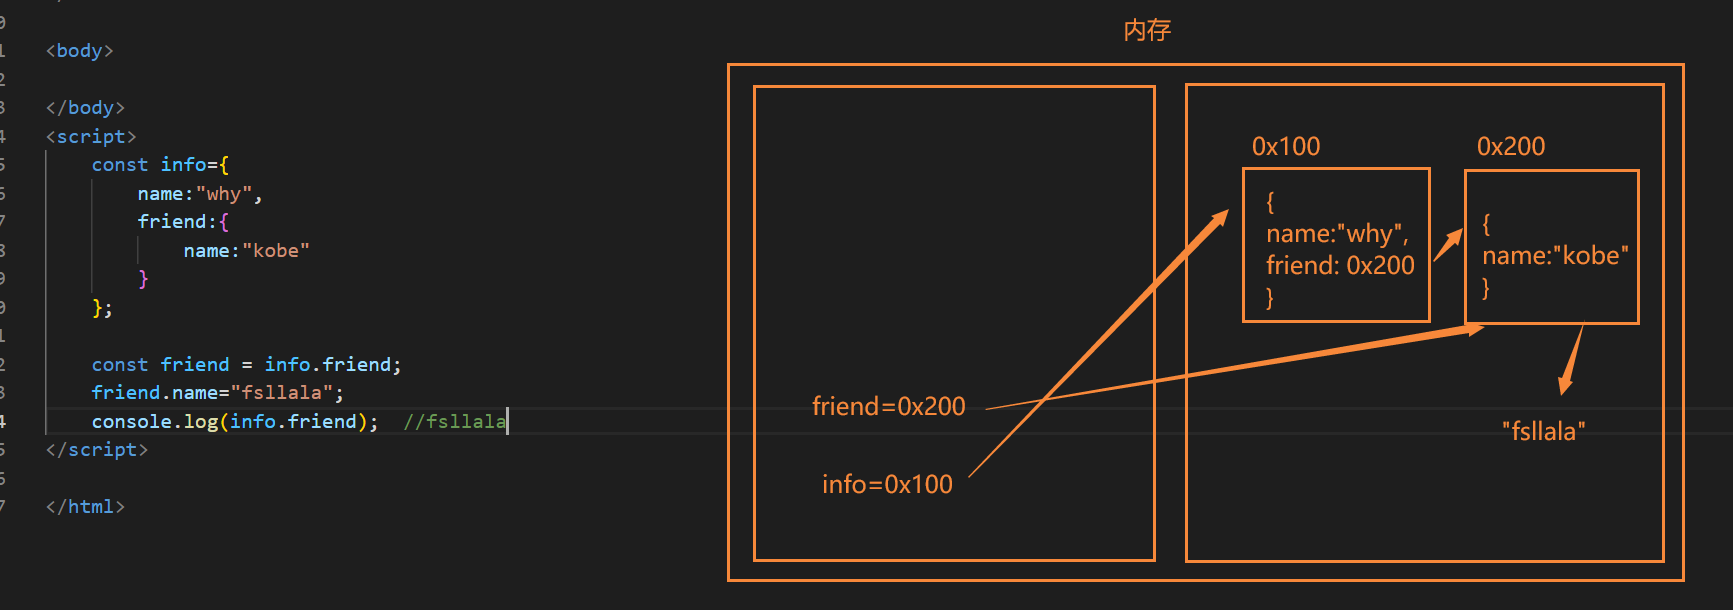 <body>
</body>
<script>
const info={
name:"why",
friend:{
name:"kobe"
}
};
const friend = info.friend;
friend.name="fsllala";
console.log(info.friend);  //fsllala
</script>
</html>
内存
0x100
{
name:"why",
friend: 0x200
}
0x200
{
name:"kobe"
}
friend=0x200
info=0x100
"fsllala"